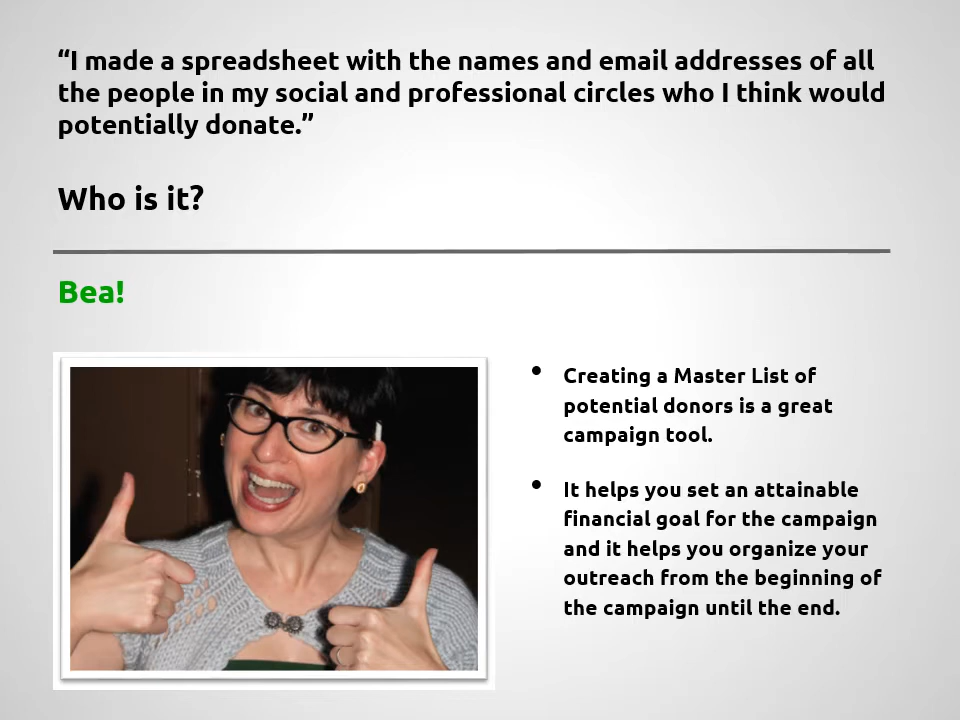 “I made a spreadsheet with the names and email addresses of all
the people in my social and professional circles who I think would
potentially donate.”
Who is it?
Bea!
• Creating a Master List of
potential donors is a great
campaign tool.
• It helps you set an attainable
financial goal for the campaign
and it helps you organize your
outreach from the beginning of
the campaign until the end.